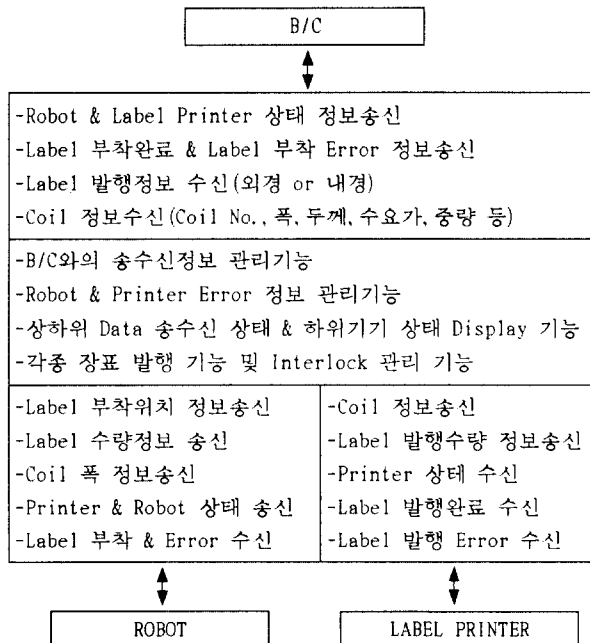 B/C
-Robot & Label Printer 상태 정보송신
-Label 부착완료 & Label 부착 Error 정보송신
-Label 발행정보 수신(외경 or 내경)
-Coil 정보수신(Coil No., 폭, 두께, 수요가, 중량 등)
-B/C와의 송수신정보 관리기능
-Robot & Printer Error 정보 관리기능
-상하위 Data 송수신 상태 & 하위기기 상태 Display 기능
-각종 장표 발행 기능 및 Interlock 관리 기능
-Label 부착위치 정보송신
-Label 수량정보 송신
-Coil 폭 정보송신
-Printer & Robot 상태 송신
-Label 부착 & Error 수신
-Coil 정보송신
-Label 발행수량 정보송신
-Printer 상테 수신
-Label 발행완료 수신
-Label 발행 Error 수신
ROBOT
LABEL PRINTER